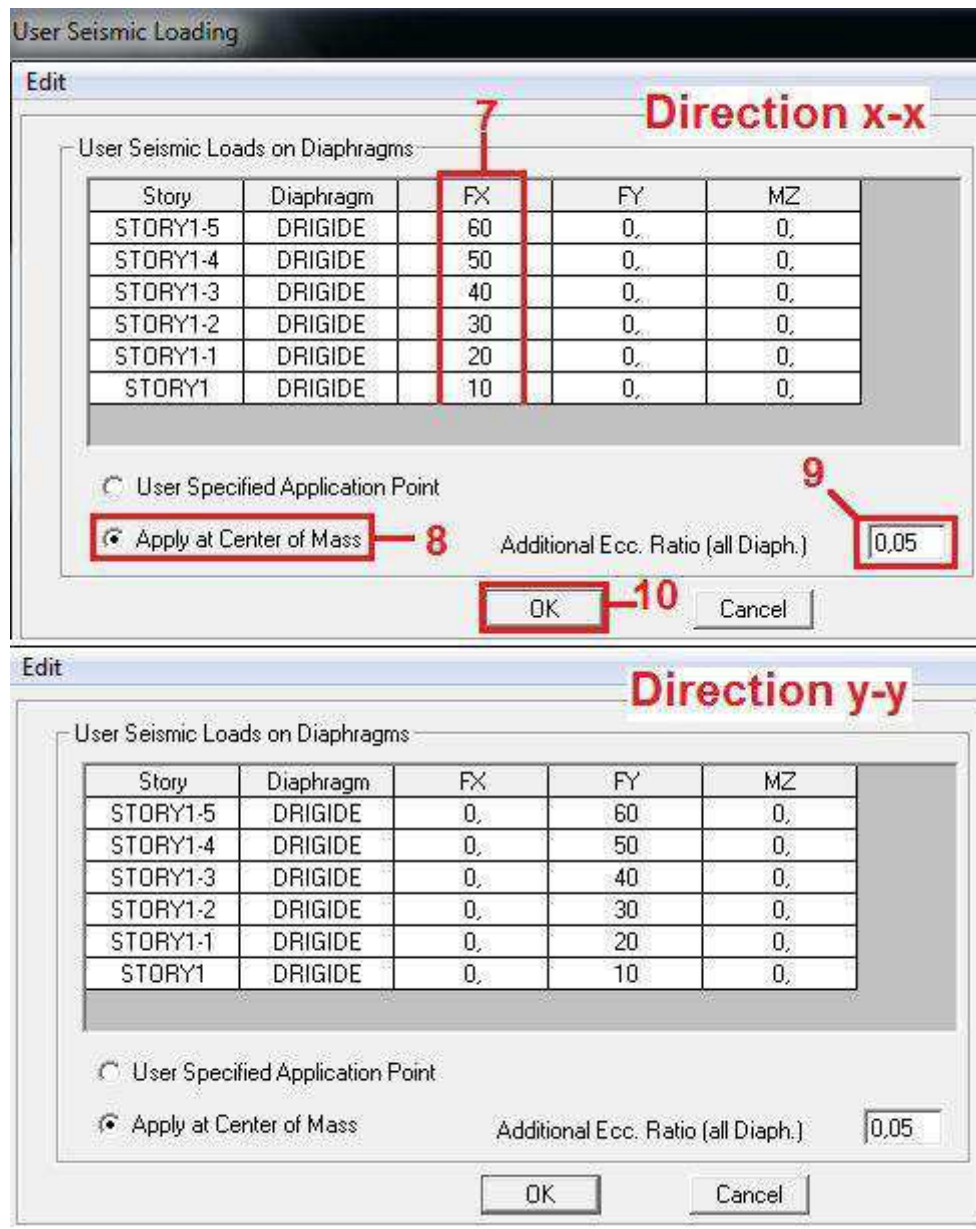 User Seismic Loading
Edit
7
Direction x-x
User Seismic Loads on Diaphragms
Story Diaphragm FX FY MZ
STORY1-5 DRIGIDE 60 0, 0,
STORY1-4 DRIGIDE 50 0, 0,
STORY1-3 DRIGIDE 40 0, 0,
STORY1-2 DRIGIDE 30 0, 0,
STORY1-1 DRIGIDE 20 0, 0,
STORY1 DRIGIDE 10 0, 0,
User Specified Application Point
9
Apply at Center of Mass 8 Additional Ecc. Ratio (all Diaph.) 0,05
OK 10 Cancel
Edit
Direction y-y
User Seismic Loads on Diaphragms
Story Diaphragm FX FY MZ
STORY1-5 DRIGIDE 0, 60 0,
STORY1-4 DRIGIDE 0, 50 0,
STORY1-3 DRIGIDE 0, 40 0,
STORY1-2 DRIGIDE 0, 30 0,
STORY1-1 DRIGIDE 0, 20 0,
STORY1 DRIGIDE 0, 10 0,
User Specified Application Point
Apply at Center of Mass Additional Ecc. Ratio (all Diaph.) 0,05
OK Cancel